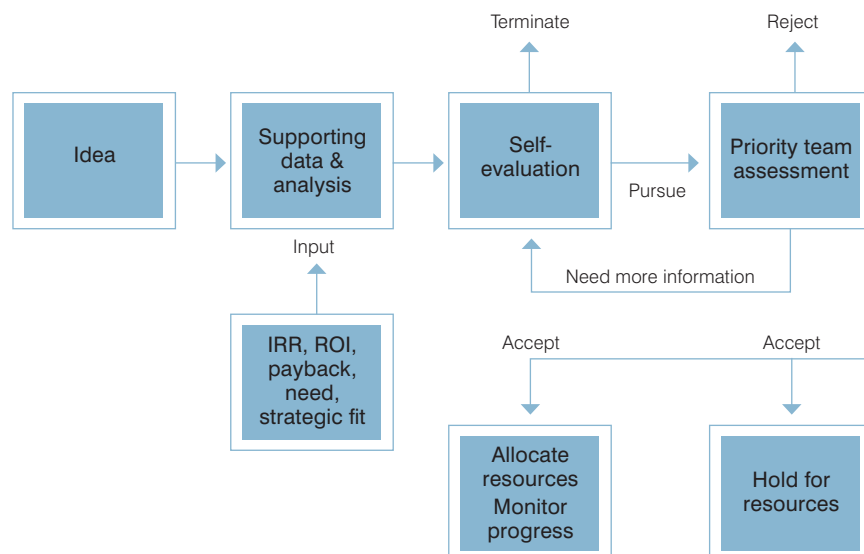 Terminate
Reject
Idea
Supporting
data &
analysis
Self-
evaluation
Pursue
Priority team
assessment
Input
Need more information
IRR, ROI,
payback,
need,
strategic fit
Accept
Accept
Allocate
resources
Monitor
progress
Hold for
resources